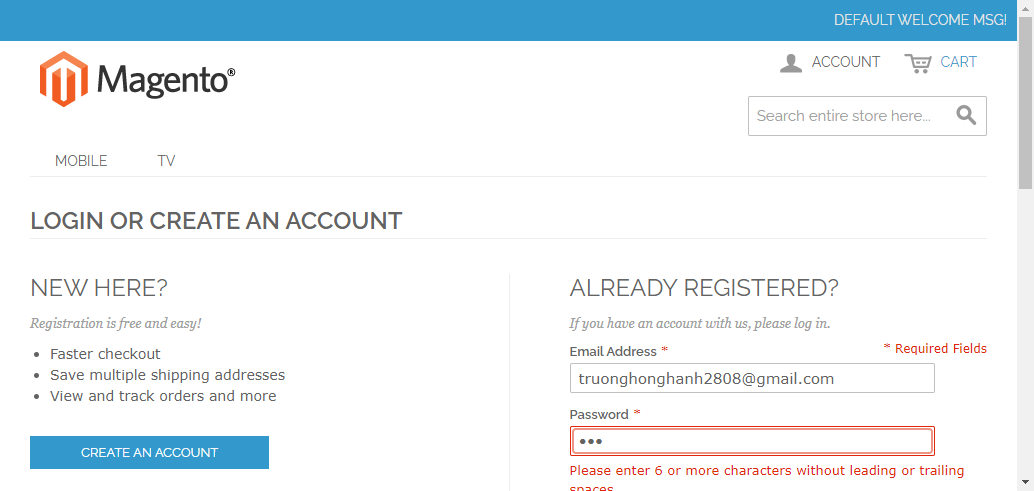 DEFAULT WELCOME MSG!
Magento®
ACCOUNT
CART
Search entire store here...
MOBILE
TV
LOGIN OR CREATE AN ACCOUNT
NEW HERE?
Registration is free and easy!
Faster checkout
Save multiple shipping addresses
View and track orders and more
CREATE AN ACCOUNT
ALREADY REGISTERED?
If you have an account with us, please log in.
* Required Fields
Email Address *
truonghonghanh2808@gmail.com
Password *
•••
Please enter 6 or more characters without leading or trailing
spaces